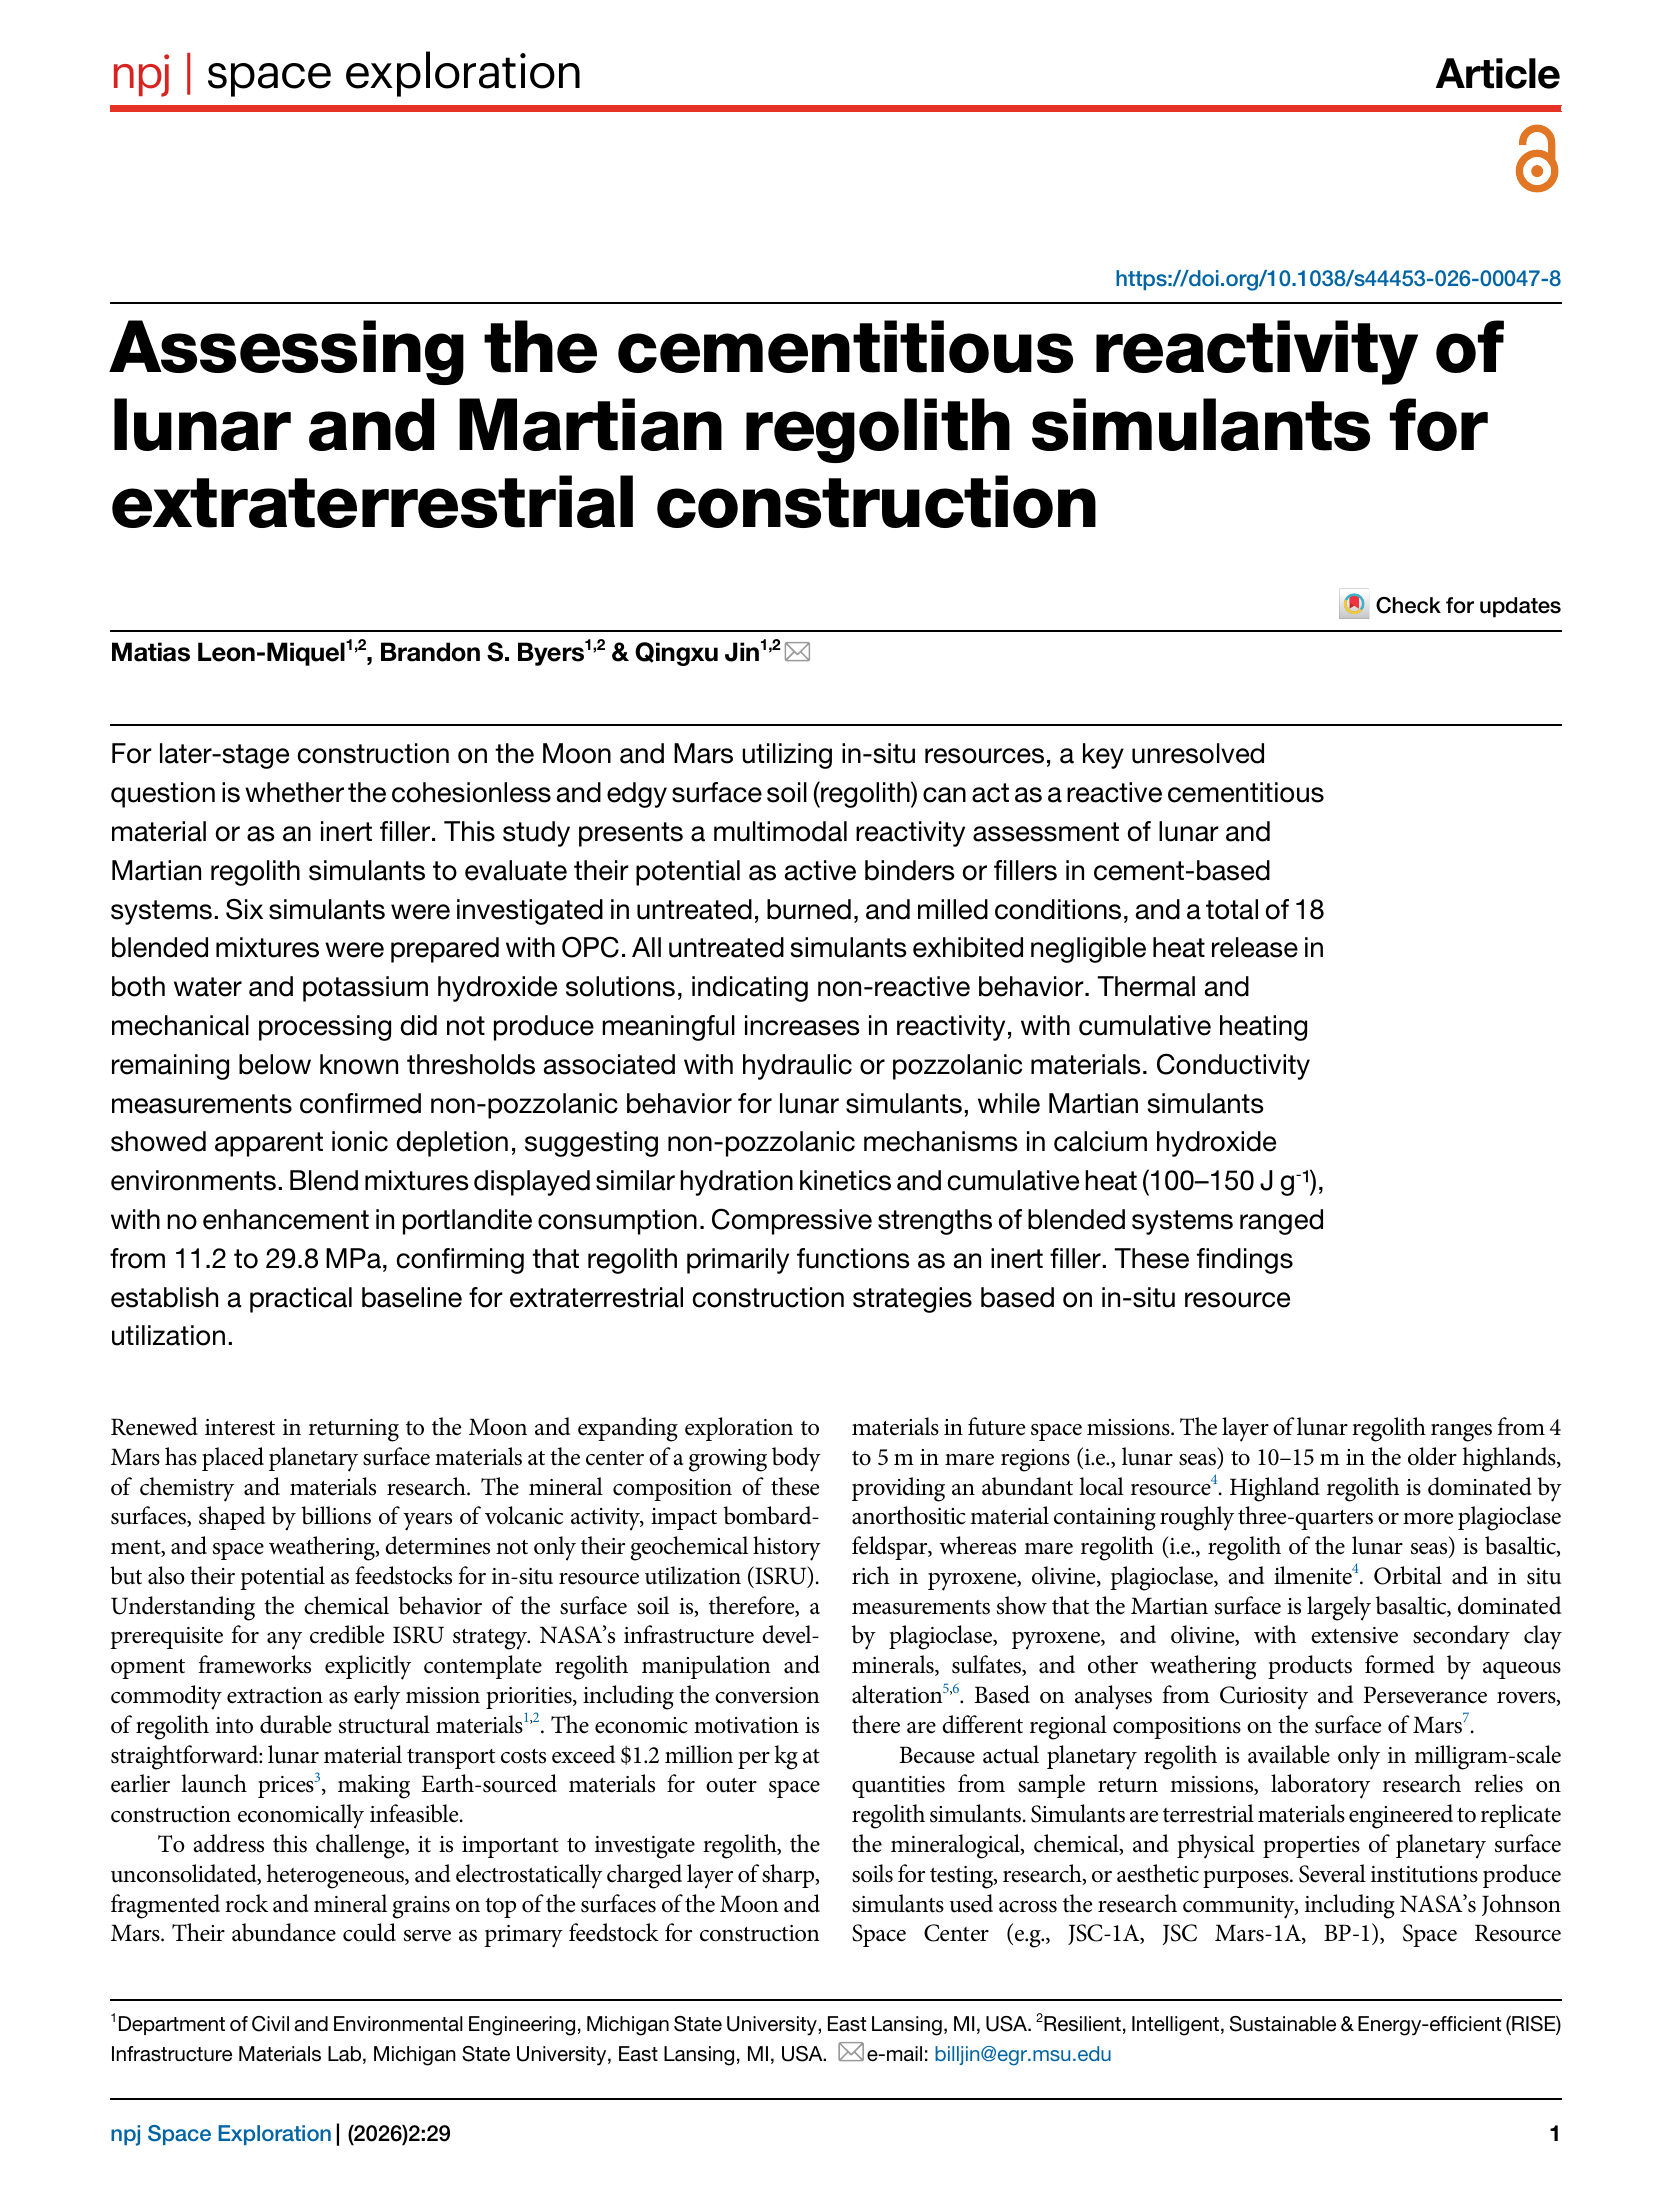 npj | space exploration
Article
https://doi.org/10.1038/s44453-026-00047-8
Assessing the cementitious reactivity of
lunar and Martian regolith simulants for
extraterrestrial construction
Check for updates
Matias Leon-Miquel1,2, Brandon S. Byers1,2 & Qingxu Jin1,2
For later-stage construction on the Moon and Mars utilizing in-situ resources, a key unresolved
question is whether the cohesionless and edgy surface soil (regolith) can act as a reactive cementitious
material or as an inert filler. This study presents a multimodal reactivity assessment of lunar and
Martian regolith simulants to evaluate their potential as active binders or fillers in cement-based
systems. Six simulants were investigated in untreated, burned, and milled conditions, and a total of 18
blended mixtures were prepared with OPC. All untreated simulants exhibited negligible heat release in
both water and potassium hydroxide solutions, indicating non-reactive behavior. Thermal and
mechanical processing did not produce meaningful increases in reactivity, with cumulative heating
remaining below known thresholds associated with hydraulic or pozzolanic materials. Conductivity
measurements confirmed non-pozzolanic behavior for lunar simulants, while Martian simulants
showed apparent ionic depletion, suggesting non-pozzolanic mechanisms in calcium hydroxide
environments. Blend mixtures displayed similar hydration kinetics and cumulative heat (100–150 J g-1),
with no enhancement in portlandite consumption. Compressive strengths of blended systems ranged
from 11.2 to 29.8 MPa, confirming that regolith primarily functions as an inert filler. These findings
establish a practical baseline for extraterrestrial construction strategies based on in-situ resource
utilization.
Renewed interest in returning to the Moon and expanding exploration to
Mars has placed planetary surface materials at the center of a growing body
of chemistry and materials research. The mineral composition of these
surfaces, shaped by billions of years of volcanic activity, impact bombard-
ment, and space weathering, determines not only their geochemical history
but also their potential as feedstocks for in-situ resource utilization (ISRU).
Understanding the chemical behavior of the surface soil is, therefore, a
prerequisite for any credible ISRU strategy. NASA's infrastructure devel-
opment frameworks explicitly contemplate regolith manipulation and
commodity extraction as early mission priorities, including the conversion
of regolith into durable structural materials1,2. The economic motivation is
straightforward: lunar material transport costs exceed $1.2 million per kg at
earlier launch prices3, making Earth-sourced materials for outer space
construction economically infeasible.
To address this challenge, it is important to investigate regolith, the
unconsolidated, heterogeneous, and electrostatically charged layer of sharp,
fragmented rock and mineral grains on top of the surfaces of the Moon and
Mars. Their abundance could serve as primary feedstock for construction
materials in future space missions. The layer of lunar regolith ranges from 4
to 5 m in mare regions (i.e., lunar seas) to 10–15 m in the older highlands,
providing an abundant local resource4. Highland regolith is dominated by
anorthositic material containing roughly three-quarters or more plagioclase
feldspar, whereas mare regolith (i.e., regolith of the lunar seas) is basaltic,
rich in pyroxene, olivine, plagioclase, and ilmenite4. Orbital and in situ
measurements show that the Martian surface is largely basaltic, dominated
by plagioclase, pyroxene, and olivine, with extensive secondary clay
minerals, sulfates, and other weathering products formed by aqueous
alteration5,6. Based on analyses from Curiosity and Perseverance rovers,
there are different regional compositions on the surface of Mars7.
Because actual planetary regolith is available only in milligram-scale
quantities from sample return missions, laboratory research relies on
regolith simulants. Simulants are terrestrial materials engineered to replicate
the mineralogical, chemical, and physical properties of planetary surface
soils for testing, research, or aesthetic purposes. Several institutions produce
simulants used across the research community, including NASA's Johnson
Space Center (e.g., JSC-1A, JSC Mars-1A, BP-1), Space Resource
1Department of Civil and Environmental Engineering, Michigan State University, East Lansing, MI, USA. 2Resilient, Intelligent, Sustainable & Energy-efficient (RISE)
Infrastructure Materials Lab, Michigan State University, East Lansing, MI, USA. e-mail: billjin@egr.msu.edu
npj Space Exploration | (2026)2:29
1